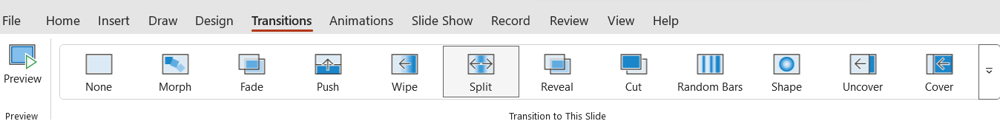 File Home Insert Draw Design Transitions Animations Slide Show Record Review View Help
Preview None Morph Fade Push Wipe Split Reveal Cut Random Bars Shape Uncover Cover
Preview Transition to This Slide